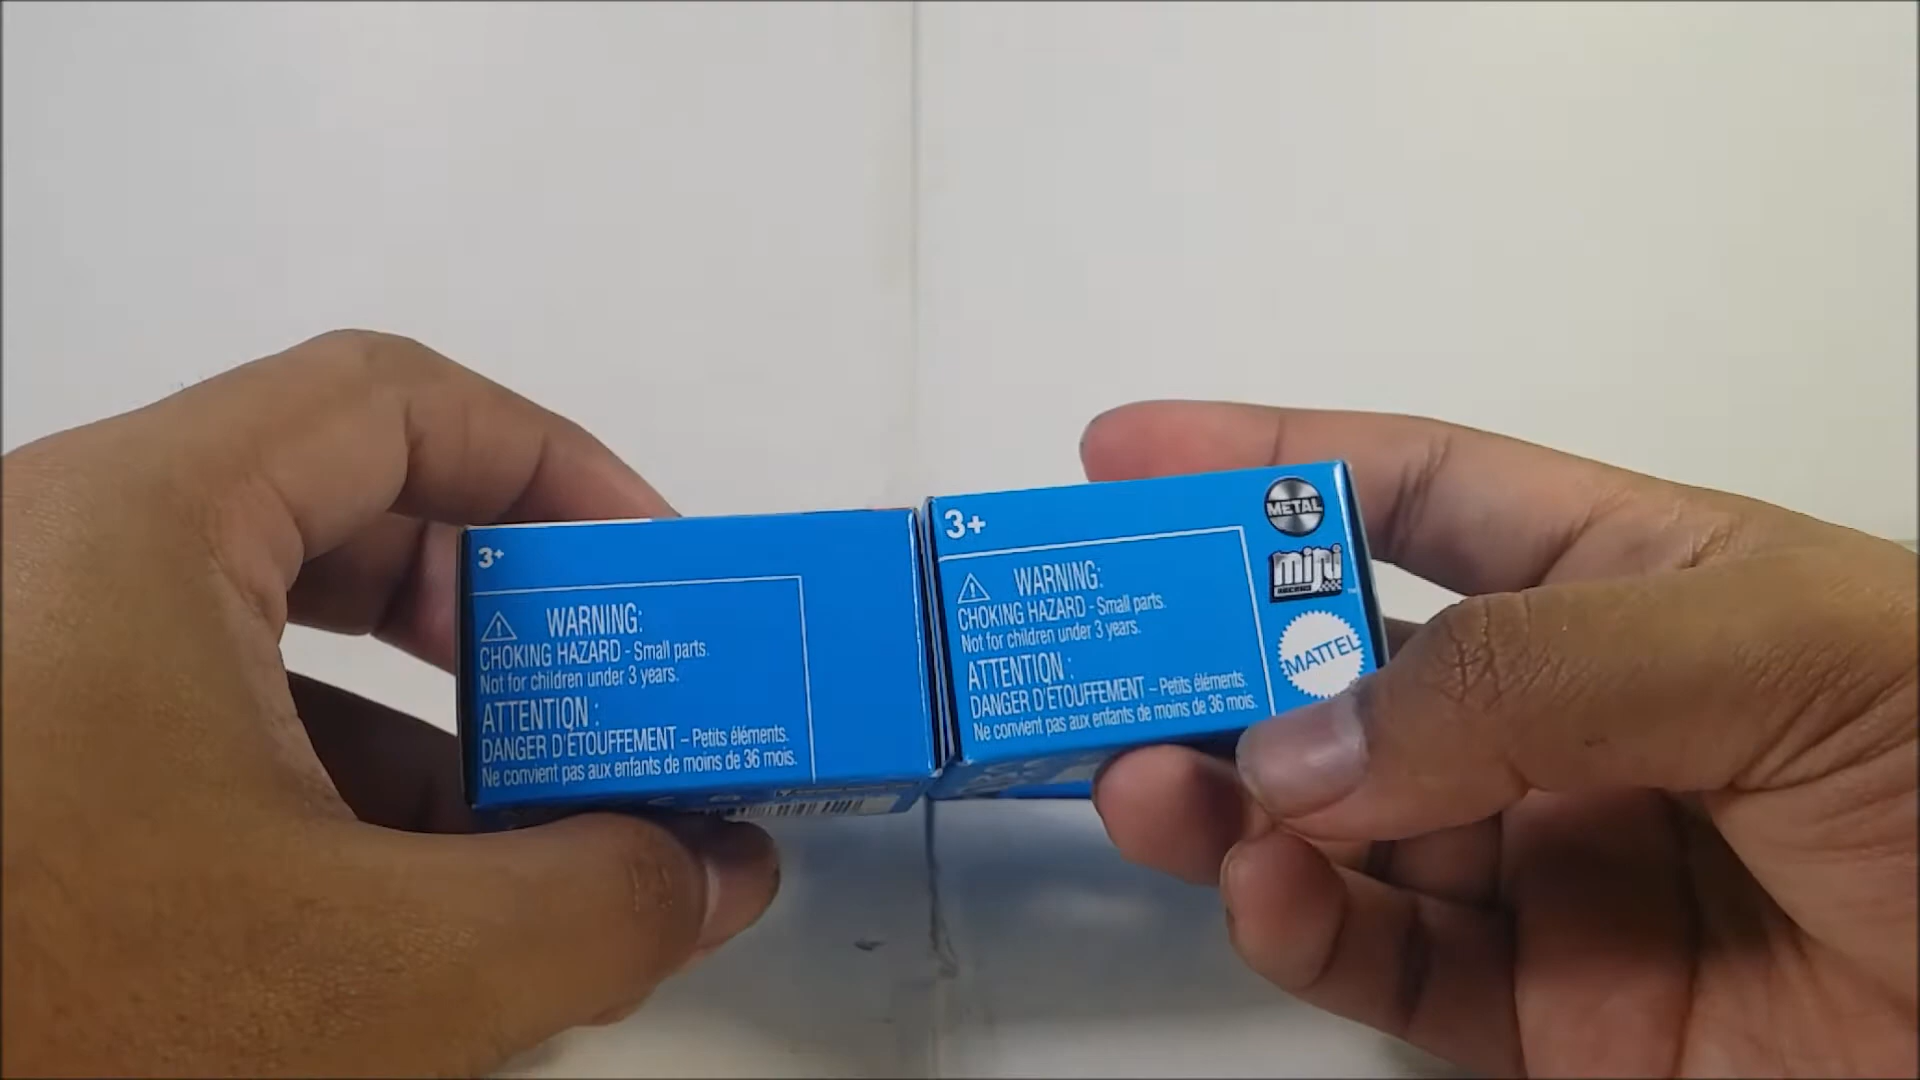 3+
WARNING:
CHOKING HAZARD - Small parts.
Not for children under 3 years.
ATTENTION :
DANGER D'ÉTOUFFEMENT – Petits éléments.
Ne convient pas aux enfants de moins de 36 mois.
3+
WARNING:
CHOKING HAZARD - Small parts.
Not for children under 3 years.
ATTENTION :
DANGER D'ÉTOUFFEMENT – Petits éléments.
Ne convient pas aux enfants de moins de 36 mois.
METAL
mini
MATTEL